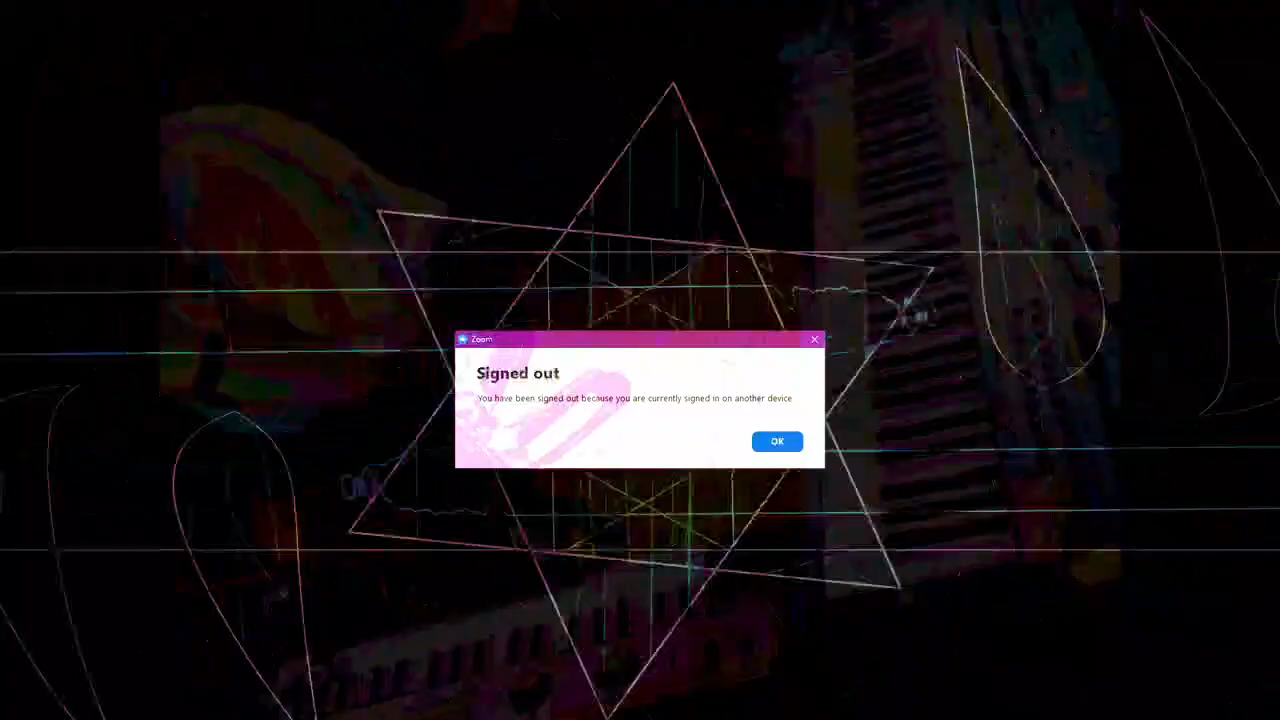 Zoom
Signed out
You have been signed out because you are currently signed in on another device
OK